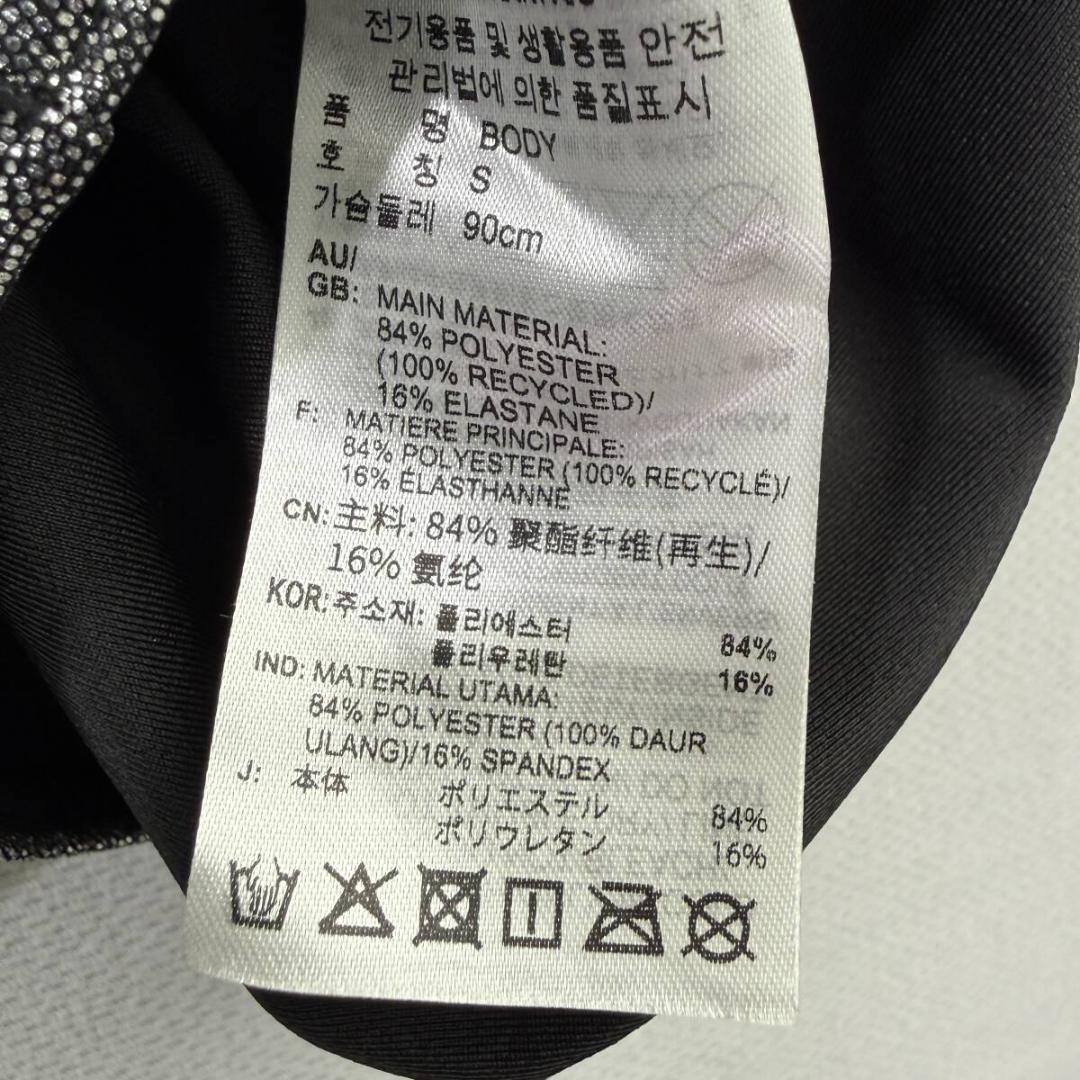 전기용품 및 생활용품 안전
관리법에 의한 품질표시
품 명 BODY
호 칭 S
가슴둘레 90cm
AU/
GB: MAIN MATERIAL:
84% POLYESTER
(100% RECYCLED)/
16% ELASTANE
F: MATIERE PRINCIPALE:
84% POLYESTER (100% RECYCLÉ)/
16% ÉLASTHANNE
CN: 主料: 84% 聚酯纤维(再生)/
16% 氨纶
KOR: 주소재: 폴리에스터 84%
폴리우레탄 16%
IND: MATERIAL UTAMA:
84% POLYESTER (100% DAUR
ULANG)/16% SPANDEX
J: 本体 ポリエステル 84%
ポリウレタン 16%